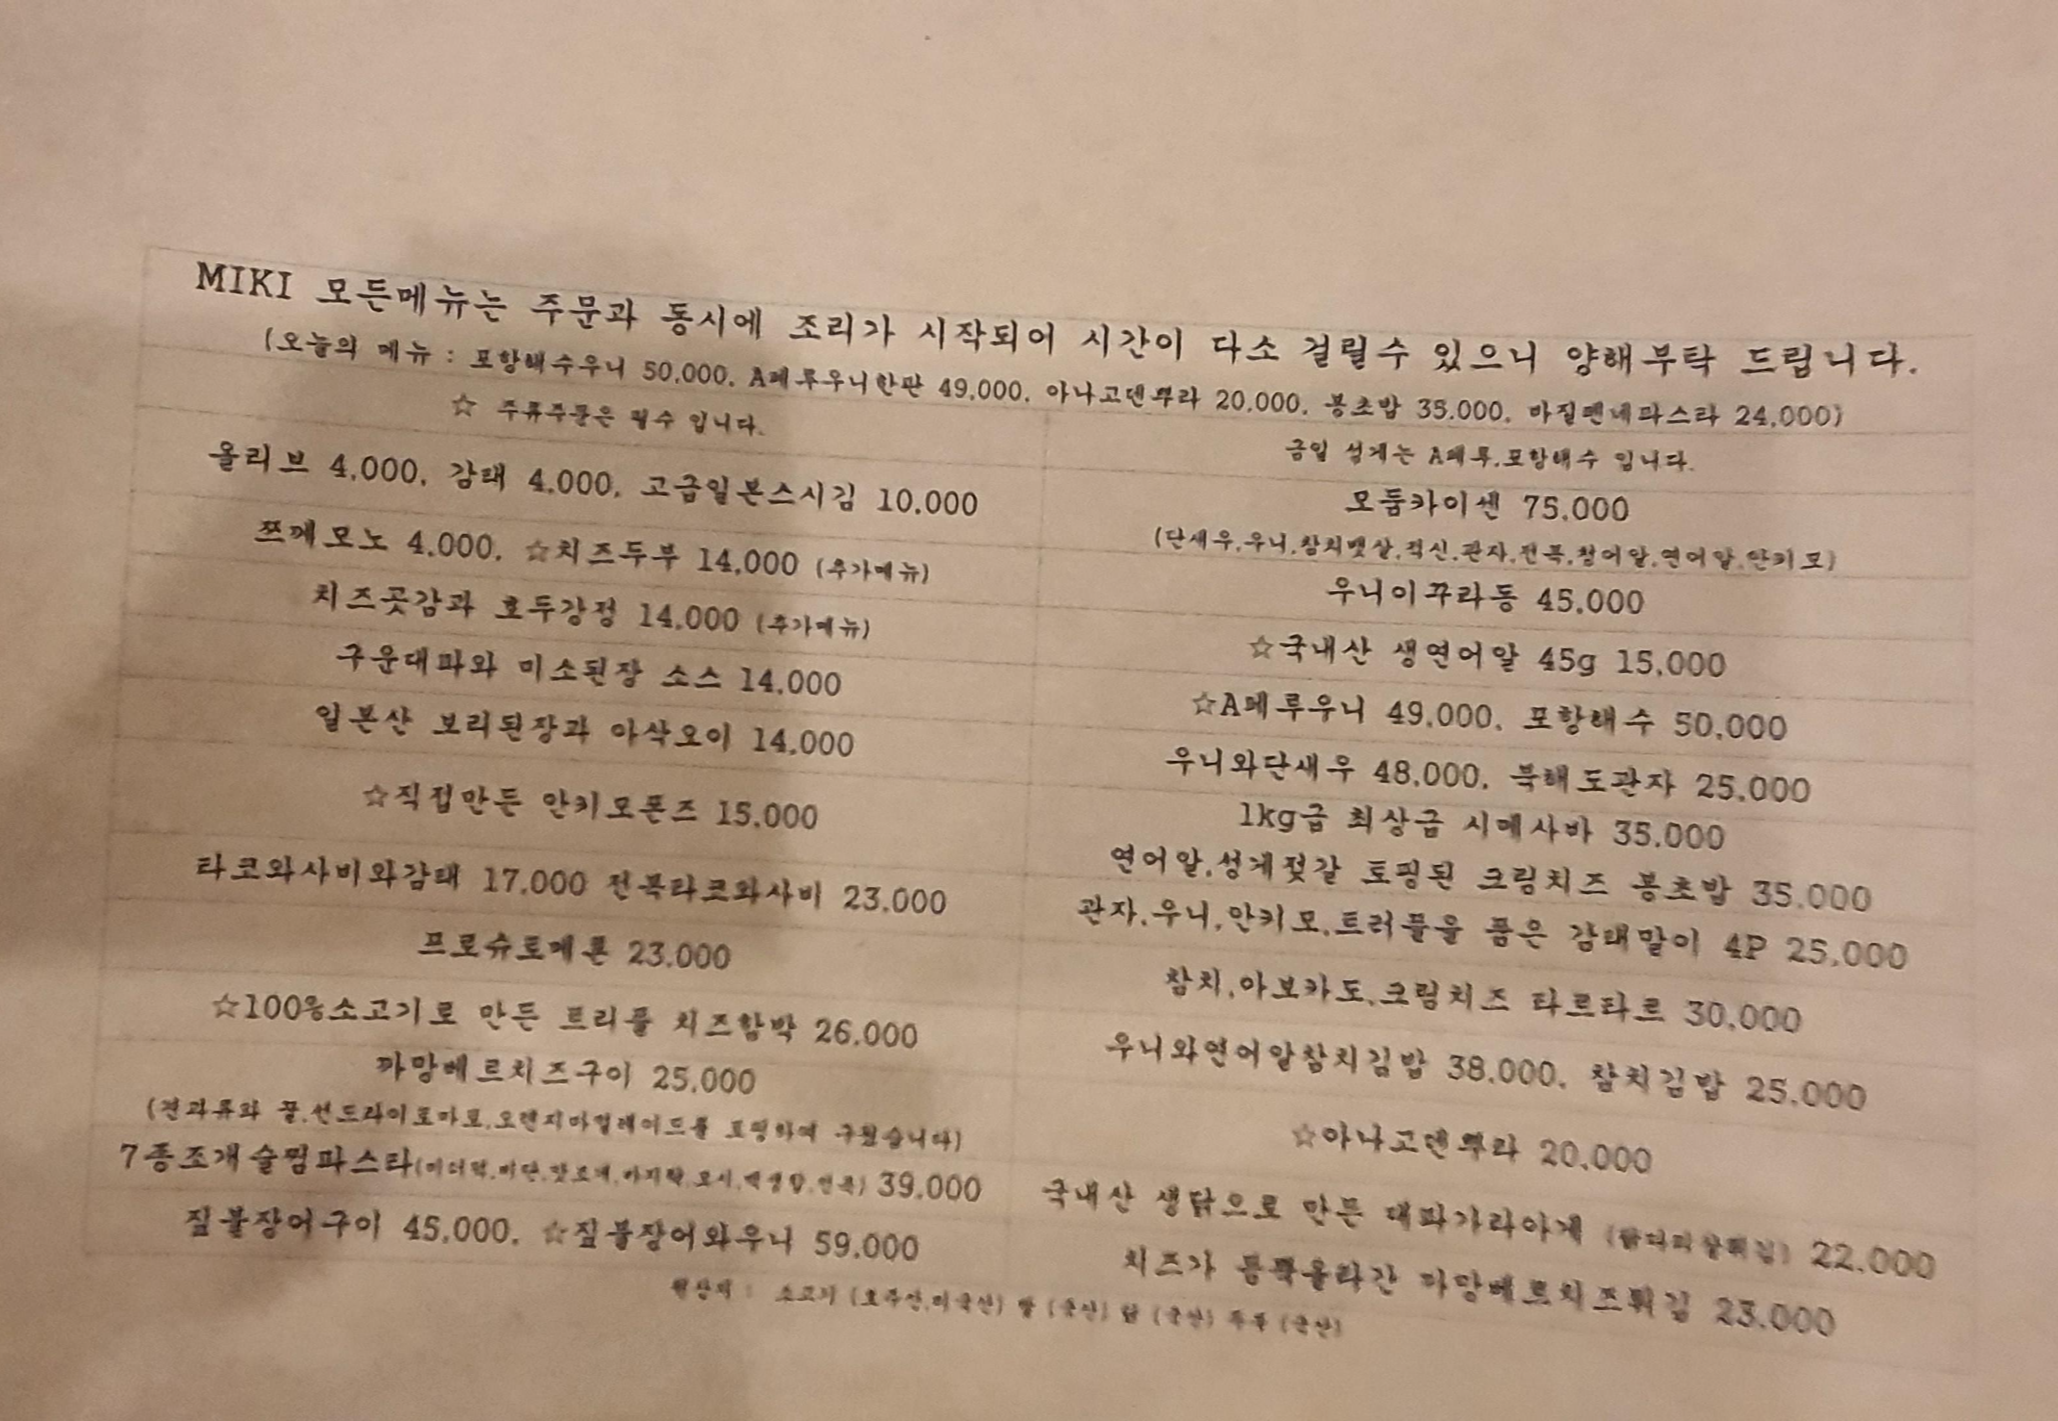 MIKI 모든메뉴는 주문과 동시에 조리가 시작되어 시간이 다소 걸릴수 있으니 양해부탁 드립니다.
(오늘의 메뉴 : 포항해수우니 50,000, A페루우니한판 49,000, 아나고덴뿌라 20,000, 봉초밥 35,000, 바질펜네파스타 24,000)
☆ 주류주문은 필수 입니다.
올리브 4,000, 감태 4,000, 고급일본스시김 10,000
쯔께모노 4,000, ☆치즈두부 14,000 (추가메뉴)
치즈곶감과 호두강정 14,000 (추가메뉴)
구운대파와 미소된장 소스 14,000
일본산 보리된장과 아삭오이 14,000
☆직접만든 안키모폰즈 15,000
타코와사비와감태 17,000 전복타코와사비 23,000
프로슈토메론 23,000
☆100%소고기로 만든 트리플 치즈함박 26,000
까망베르치즈구이 25,000
(견과류와 꿀,썬드라이토마토,오렌지마멀레이드를 토핑하여 구웠습니다)
7종조개술찜파스타 39,000
짚불장어구이 45,000, ☆짚불장어와우니 59,000
금일 성게는 A페루,포항해수 입니다.
모둠카이센 75,000
(단새우,우니,참치뱃살,적신,관자,전복,청어알,연어알,안키모)
우니이꾸라동 45,000
☆국내산 생연어알 45g 15,000
☆A페루우니 49,000, 포항해수 50,000
우니와단새우 48,000, 북해도관자 25,000
1kg급 최상급 시메사바 35,000
연어알,성게젓갈 토핑된 크림치즈 봉초밥 35,000
관자,우니,안키모,트러플을 품은 감태말이 4P 25,000
참치,아보카도,크림치즈 타르타르 30,000
우니와연어알참치김밥 38,000, 참치김밥 25,000
☆아나고덴뿌라 20,000
국내산 생닭으로 만든 대파가라아게 22,000
치즈가 듬뿍올라간 까망베르치즈튀김 23,000
원산지 : 소고기 (호주산,미국산) 쌀 (국산) 닭 (국산) (국산)